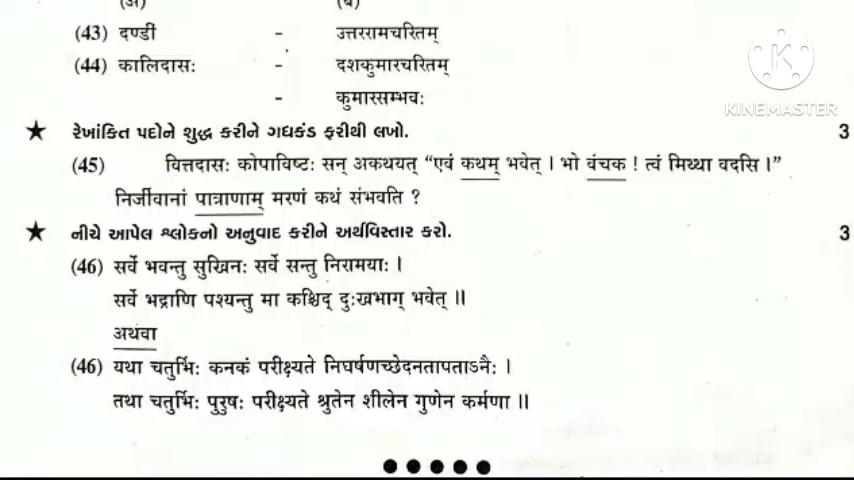 (अ) (ब)
(43) दण्डी - उत्तररामचरितम्
(44) कालिदासः - दशकुमारचरितम्
- कुमारसम्भवः
KINEMASTER
★ રેખાંકિત પદોને શુદ્ધ કરીને ગદ્યકંડ ફરીથી લખો. 3
(45) वित्तदासः कोपाविष्टः सन् अकथयत् “एवं कथम् भवेत् । भो वंचक ! त्वं मिथ्था वदसि ।”
निर्जीवानां पात्राणाम् मरणं कथं संभवति ?
★ નીચે આપેલ શ્લોકનો અનુવાદ કરીને અર્થવિસ્તાર કરો. 3
(46) सर्वे भवन्तु सुखिनः सर्वे सन्तु निरामयाः ।
सर्वे भद्राणि पश्यन्तु मा कश्चिद् दुःखभाग् भवेत् ॥
अथवा
(46) यथा चतुर्भिः कनकं परीक्ष्यते निघर्षणच्छेदनतापताऽनैः ।
तथा चतुर्भिः पुरुषः परीक्ष्यते श्रुतेन शीलेन गुणेन कर्मणा ॥